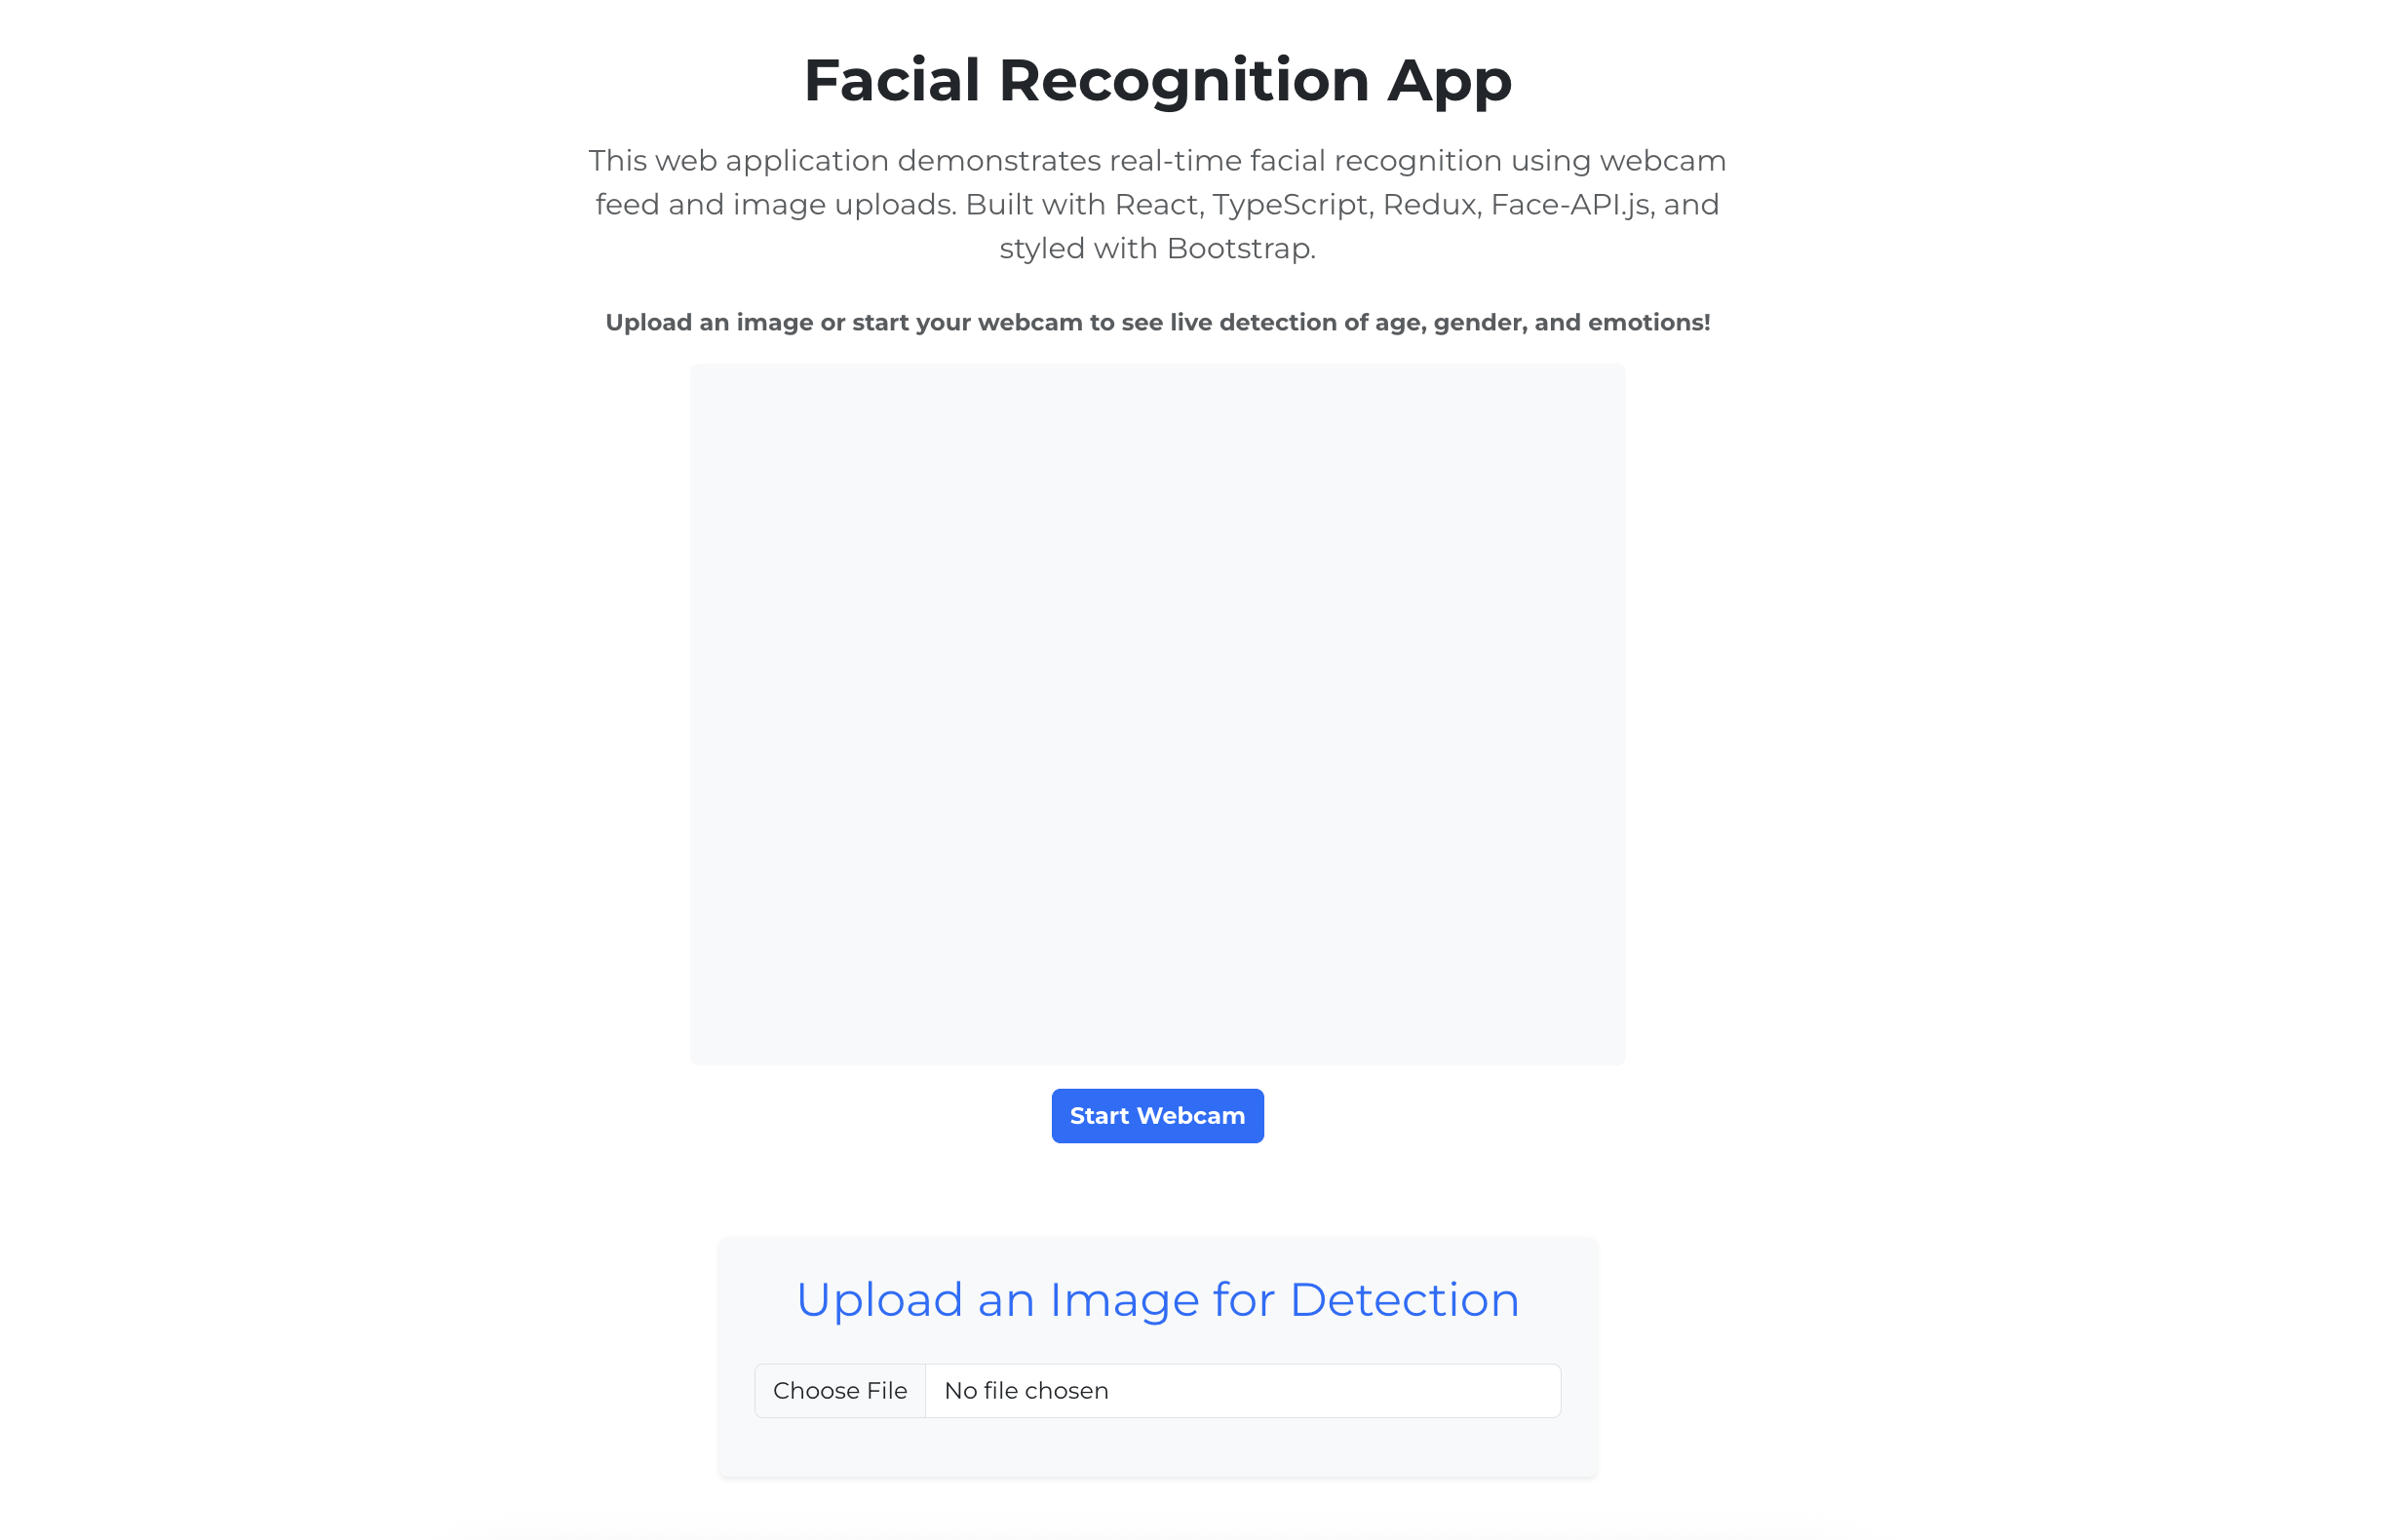 Facial Recognition App
This web application demonstrates real-time facial recognition using webcam
feed and image uploads. Built with React, TypeScript, Redux, Face-API.js, and
styled with Bootstrap.
Upload an image or start your webcam to see live detection of age, gender, and emotions!
Start Webcam
Upload an Image for Detection
Choose File No file chosen